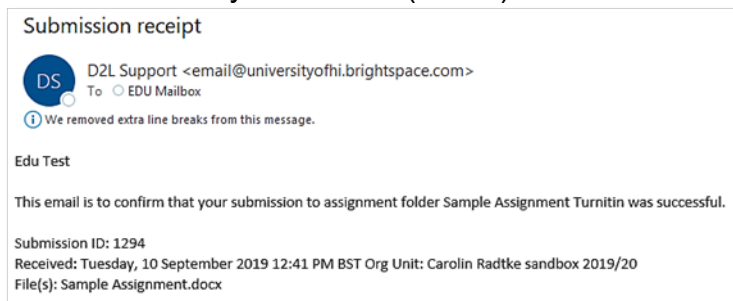 Submission receipt
DS
D2L Support <email@universityofhi.brightspace.com>
To EDU Mailbox
We removed extra line breaks from this message.
Edu Test
This email is to confirm that your submission to assignment folder Sample Assignment Turnitin was successful.
Submission ID: 1294
Received: Tuesday, 10 September 2019 12:41 PM BST Org Unit: Carolin Radtke sandbox 2019/20
File(s): Sample Assignment.docx